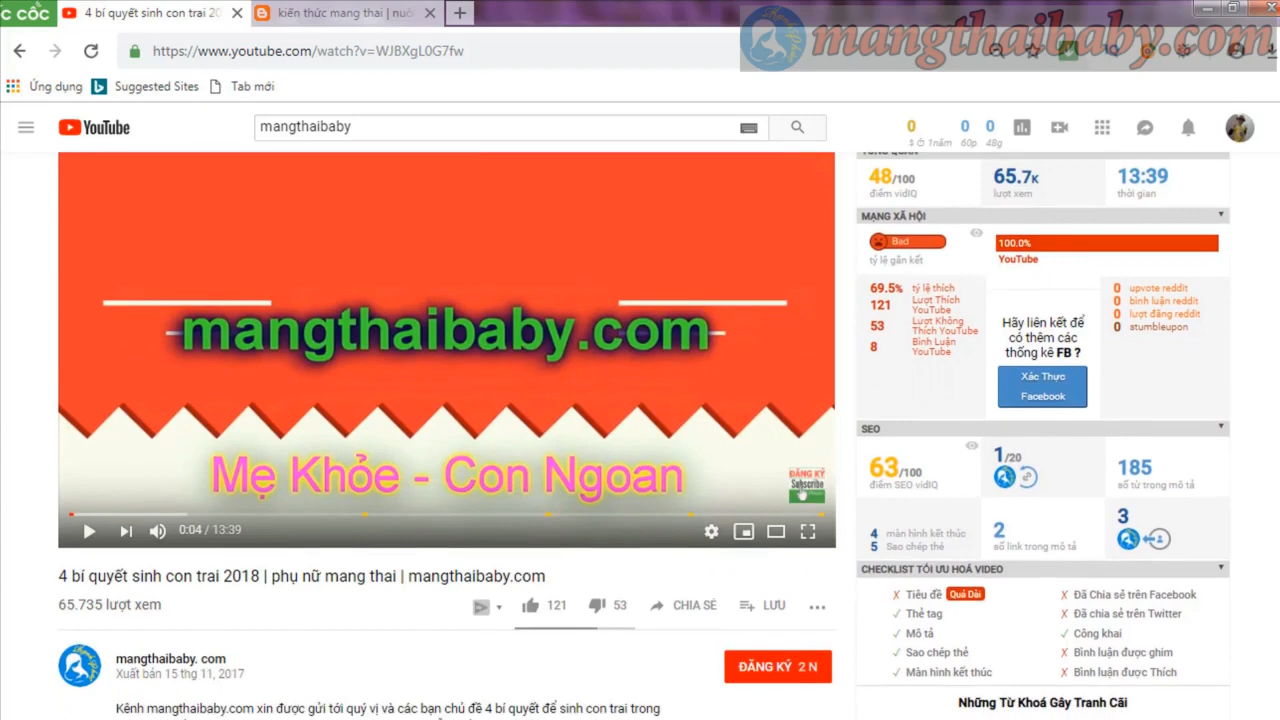 C CỐC
4 bí quyết sinh con trai 20
kiến thức mang thai | nuô
mangthaibaby.com
https://www.youtube.com/watch?v=WJBXgL0G7fw
Ứng dụng
Suggested Sites
Tab mới
YouTube
mangthaibaby
0
$ 1năm
0
60p
0
48g
48/100
điểm vidIQ
65.7K
lượt xem
13:39
thời gian
MẠNG XÃ HỘI
Bad
tỷ lệ gắn kết
100.0%
YouTube
69.5% tỷ lệ thích
121 Lượt Thích YouTube
53 Lượt Không Thích YouTube
8 Bình Luận YouTube
Hãy liên kết để
có thêm các
thống kê FB ?
Xác Thực
Facebook
0 upvote reddit
0 bình luận reddit
0 lượt đăng reddit
0 stumbleupon
SEO
63/100
điểm SEO vidIQ
1/20
185
số từ trong mô tả
4 màn hình kết thúc
5 Sao chép thẻ
2
số link trong mô tả
3
CHECKLIST TỐI ƯU HOÁ VIDEO
Tiêu đề Quá Dài
Thẻ tag
Mô tả
Sao chép thẻ
Màn hình kết thúc
Đã Chia sẻ trên Facebook
Đã chia sẻ trên Twitter
Công khai
Bình luận được ghim
Bình luận được Thích
Những Từ Khoá Gây Tranh Cãi
mangthaibaby.com
Mẹ Khỏe - Con Ngoan
ĐĂNG KÝ
Subscribe
0:04 / 13:39
4 bí quyết sinh con trai 2018 | phụ nữ mang thai | mangthaibaby.com
65.735 lượt xem
121
53
CHIA SẺ
LƯU
mangthaibaby. com
Xuất bản 15 thg 11, 2017
ĐĂNG KÝ 2 N
Kênh mangthaibaby.com xin được gửi tới quý vị và các bạn chủ đề 4 bí quyết để sinh con trai trong